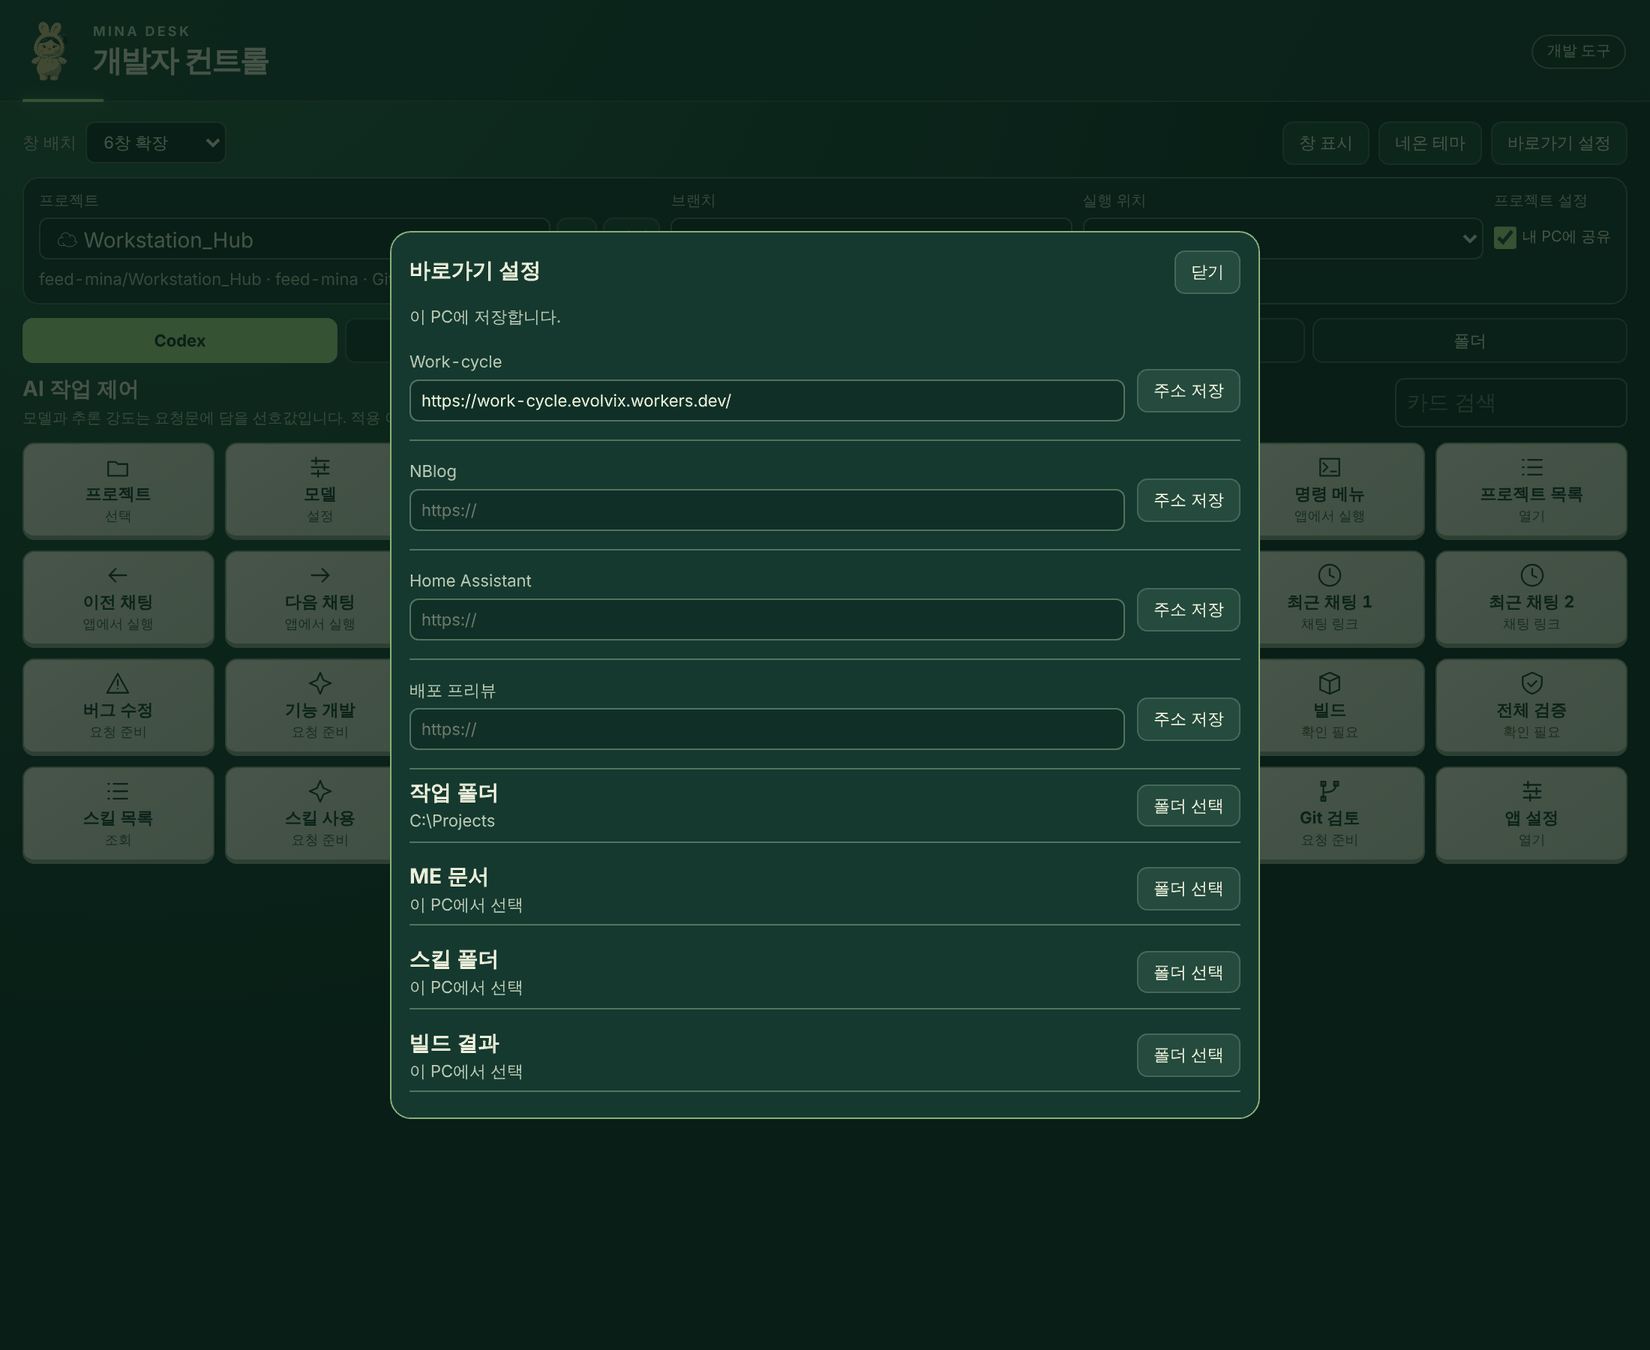 MINA DESK
개발자 컨트롤
개발 도구
창 배치
6창 확장
창 표시
네온 테마
바로가기 설정
프로젝트
브랜치
실행 위치
프로젝트 설정
Workstation_Hub
내 PC에 공유
feed-mina/Workstation_Hub · feed-mina · Gi
Codex
폴더
AI 작업 제어
모델과 추론 강도는 요청문에 담을 선호값입니다. 적용
카드 검색
프로젝트
선택
모델
설정
명령 메뉴
앱에서 실행
프로젝트 목록
열기
이전 채팅
앱에서 실행
다음 채팅
앱에서 실행
최근 채팅 1
채팅 링크
최근 채팅 2
채팅 링크
버그 수정
요청 준비
기능 개발
요청 준비
빌드
확인 필요
전체 검증
확인 필요
스킬 목록
조회
스킬 사용
요청 준비
Git 검토
요청 준비
앱 설정
열기
바로가기 설정
닫기
이 PC에 저장합니다.
Work-cycle
https://work-cycle.evolvix.workers.dev/
주소 저장
NBlog
https://
주소 저장
Home Assistant
https://
주소 저장
배포 프리뷰
https://
주소 저장
작업 폴더
C:\Projects
폴더 선택
ME 문서
이 PC에서 선택
폴더 선택
스킬 폴더
이 PC에서 선택
폴더 선택
빌드 결과
이 PC에서 선택
폴더 선택